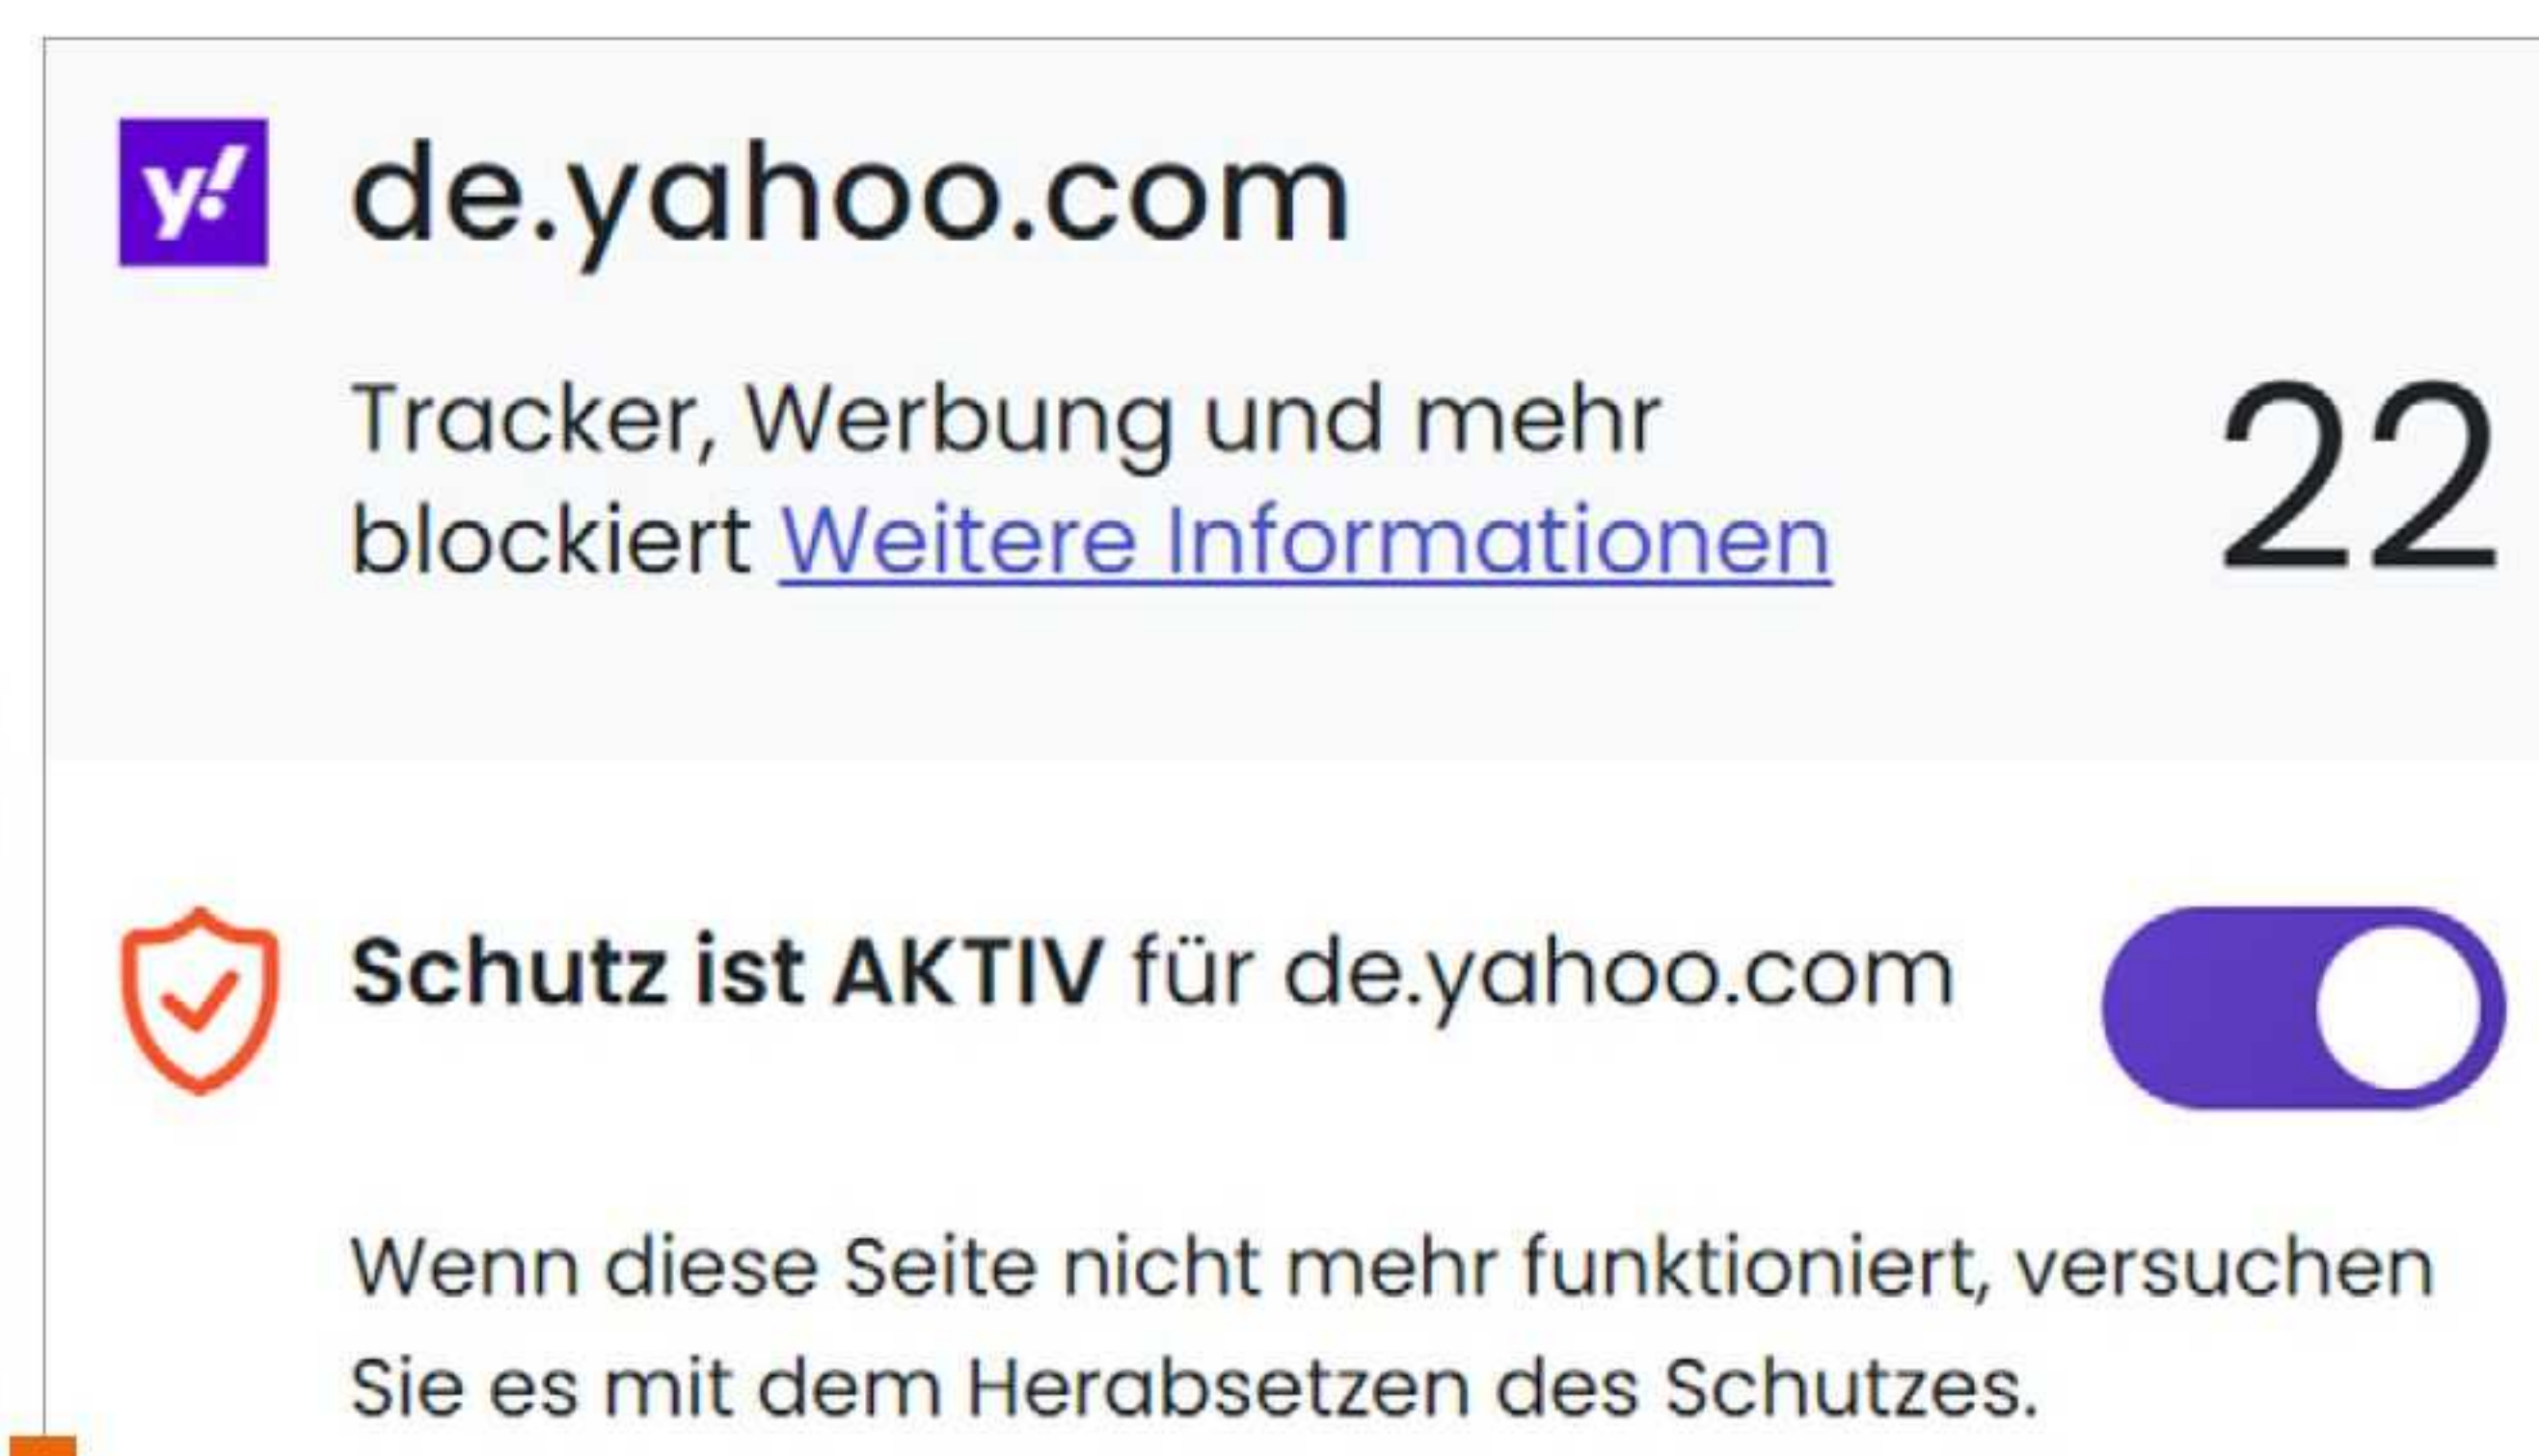 y!
de.yahoo.com
Tracker, Werbung und mehr
blockiert Weitere Informationen
22
Schutz ist AKTIV für de.yahoo.com
Wenn diese Seite nicht mehr funktioniert, versuchen
Sie es mit dem Herabsetzen des Schutzes.